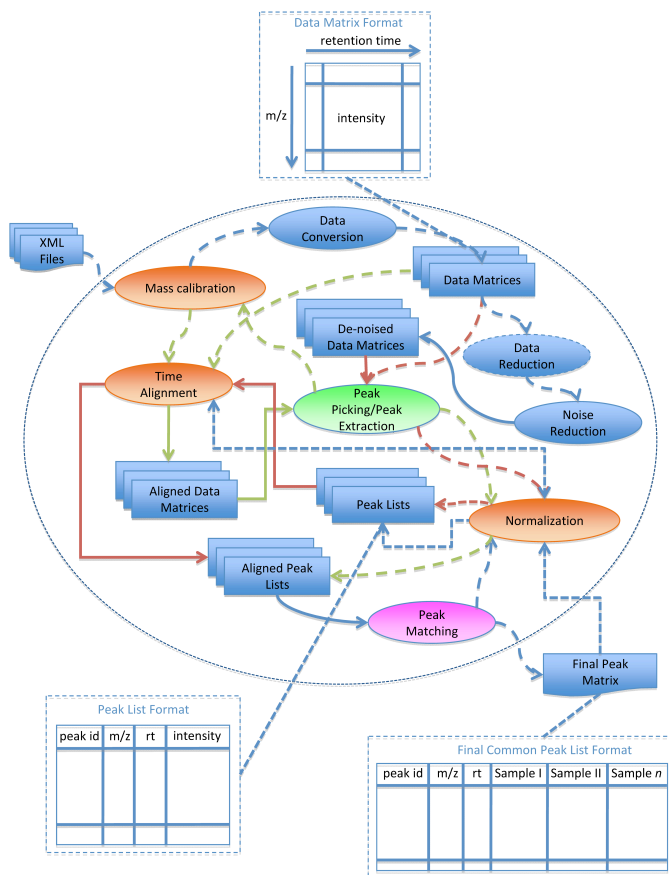 Data Matrix Format
retention time
m/z
intensity
XML
Files
Data
Conversion
Mass calibration
Data Matrices
De-noised
Data Matrices
Data
Reduction
Time
Alignment
Peak
Picking/Peak
Extraction
Noise
Reduction
Aligned Data
Matrices
Peak Lists
Normalization
Aligned Peak
Lists
Peak
Matching
Final Peak
Matrix
Peak List Format
peak id m/z rt intensity
Final Common Peak List Format
peak id m/z rt Sample I Sample II Sample n